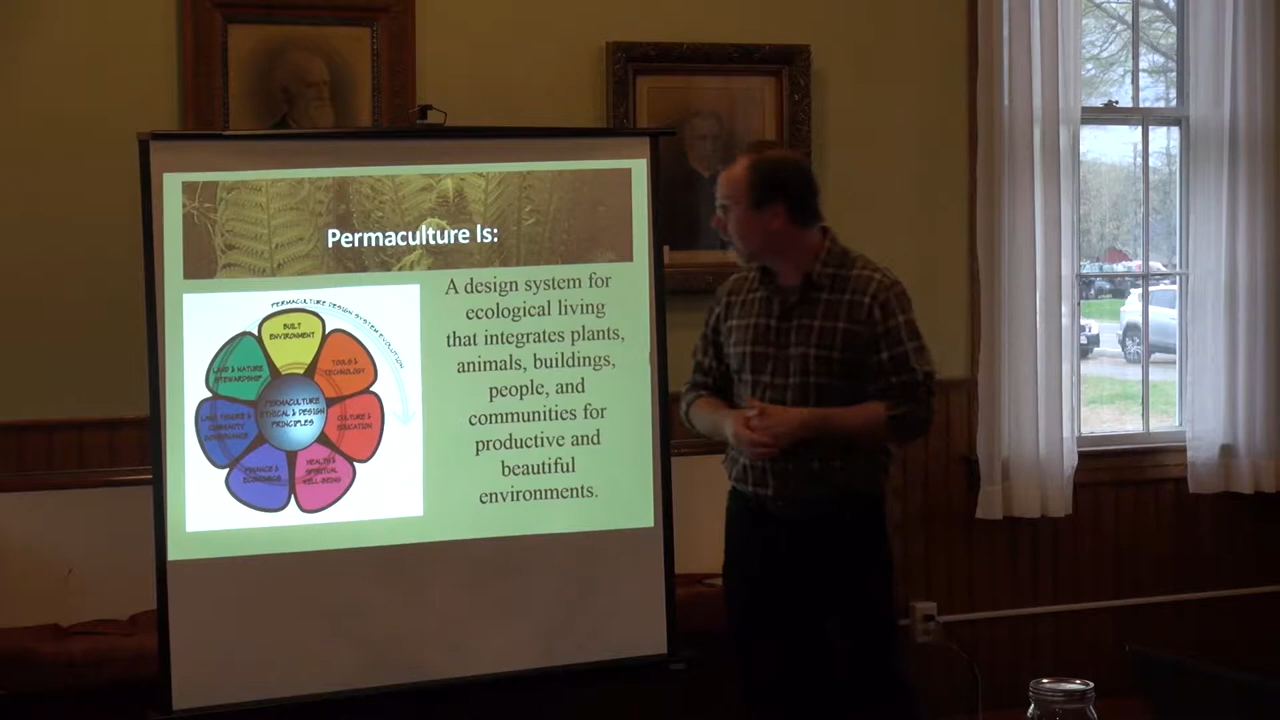 Permaculture Is:
PERMACULTURE DESIGN SYSTEM EVOLUTION
BUILT
ENVIRONMENT
TOOLS &
TECHNOLOGY
CULTURE &
EDUCATION
HEALTH &
SPIRITUAL
WELL-BEING
FINANCE &
ECONOMICS
LAND TENURE &
COMMUNITY
GOVERNANCE
LAND & NATURE
STEWARDSHIP
PERMACULTURE
ETHICAL & DESIGN
PRINCIPLES
A design system for
ecological living
that integrates plants,
animals, buildings,
people, and
communities for
productive and
beautiful
environments.